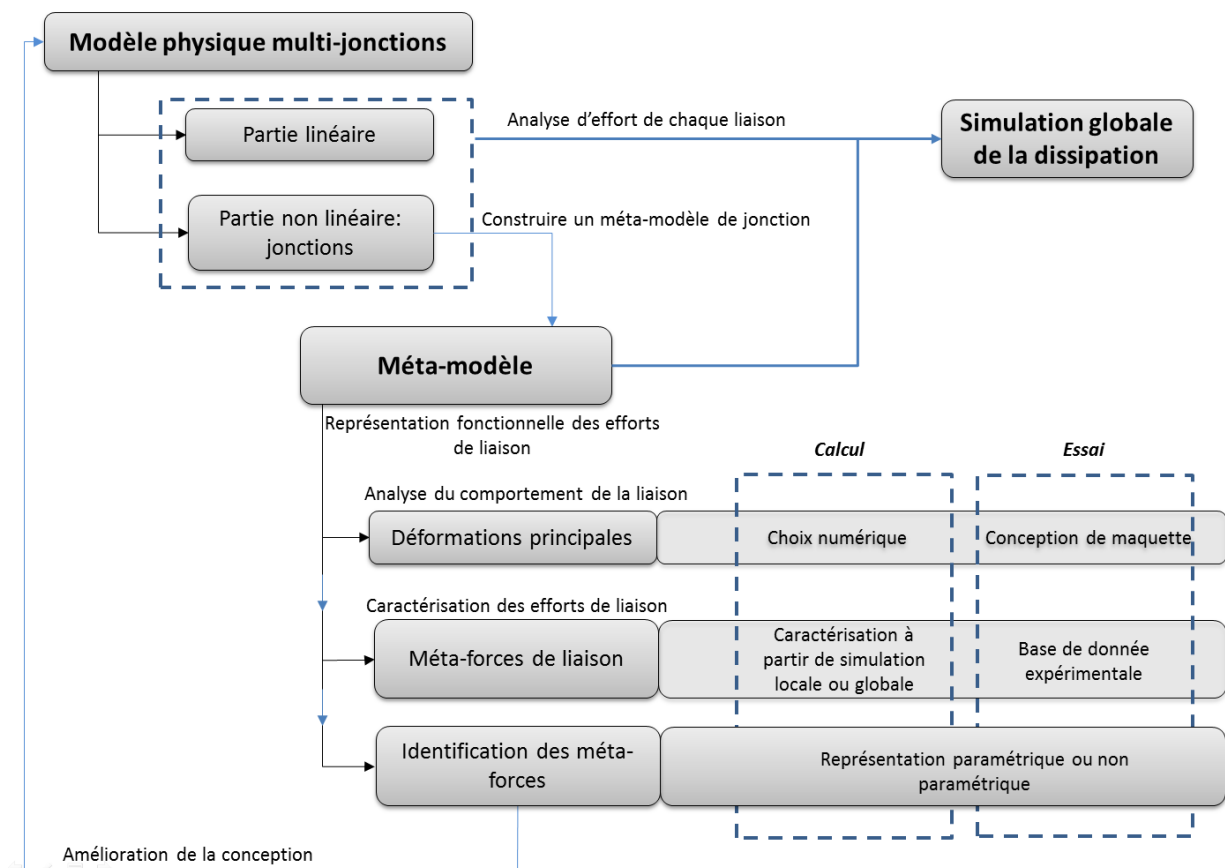 Modèle physique multi-jonctions
Partie linéaire
Analyse d'effort de chaque liaison
Simulation globale
de la dissipation
Partie non linéaire:
jonctions
Construire un méta-modèle de jonction
Méta-modèle
Représentation fonctionnelle des efforts
de liaison
Calcul
Essai
Analyse du comportement de la liaison
Déformations principales
Choix numérique
Conception de maquette
Caractérisation des efforts de liaison
Méta-forces de liaison
Caractérisation à
partir de simulation
locale ou globale
Base de donnée
expérimentale
Identification des méta-
forces
Représentation paramétrique ou non
paramétrique
Amélioration de la conception